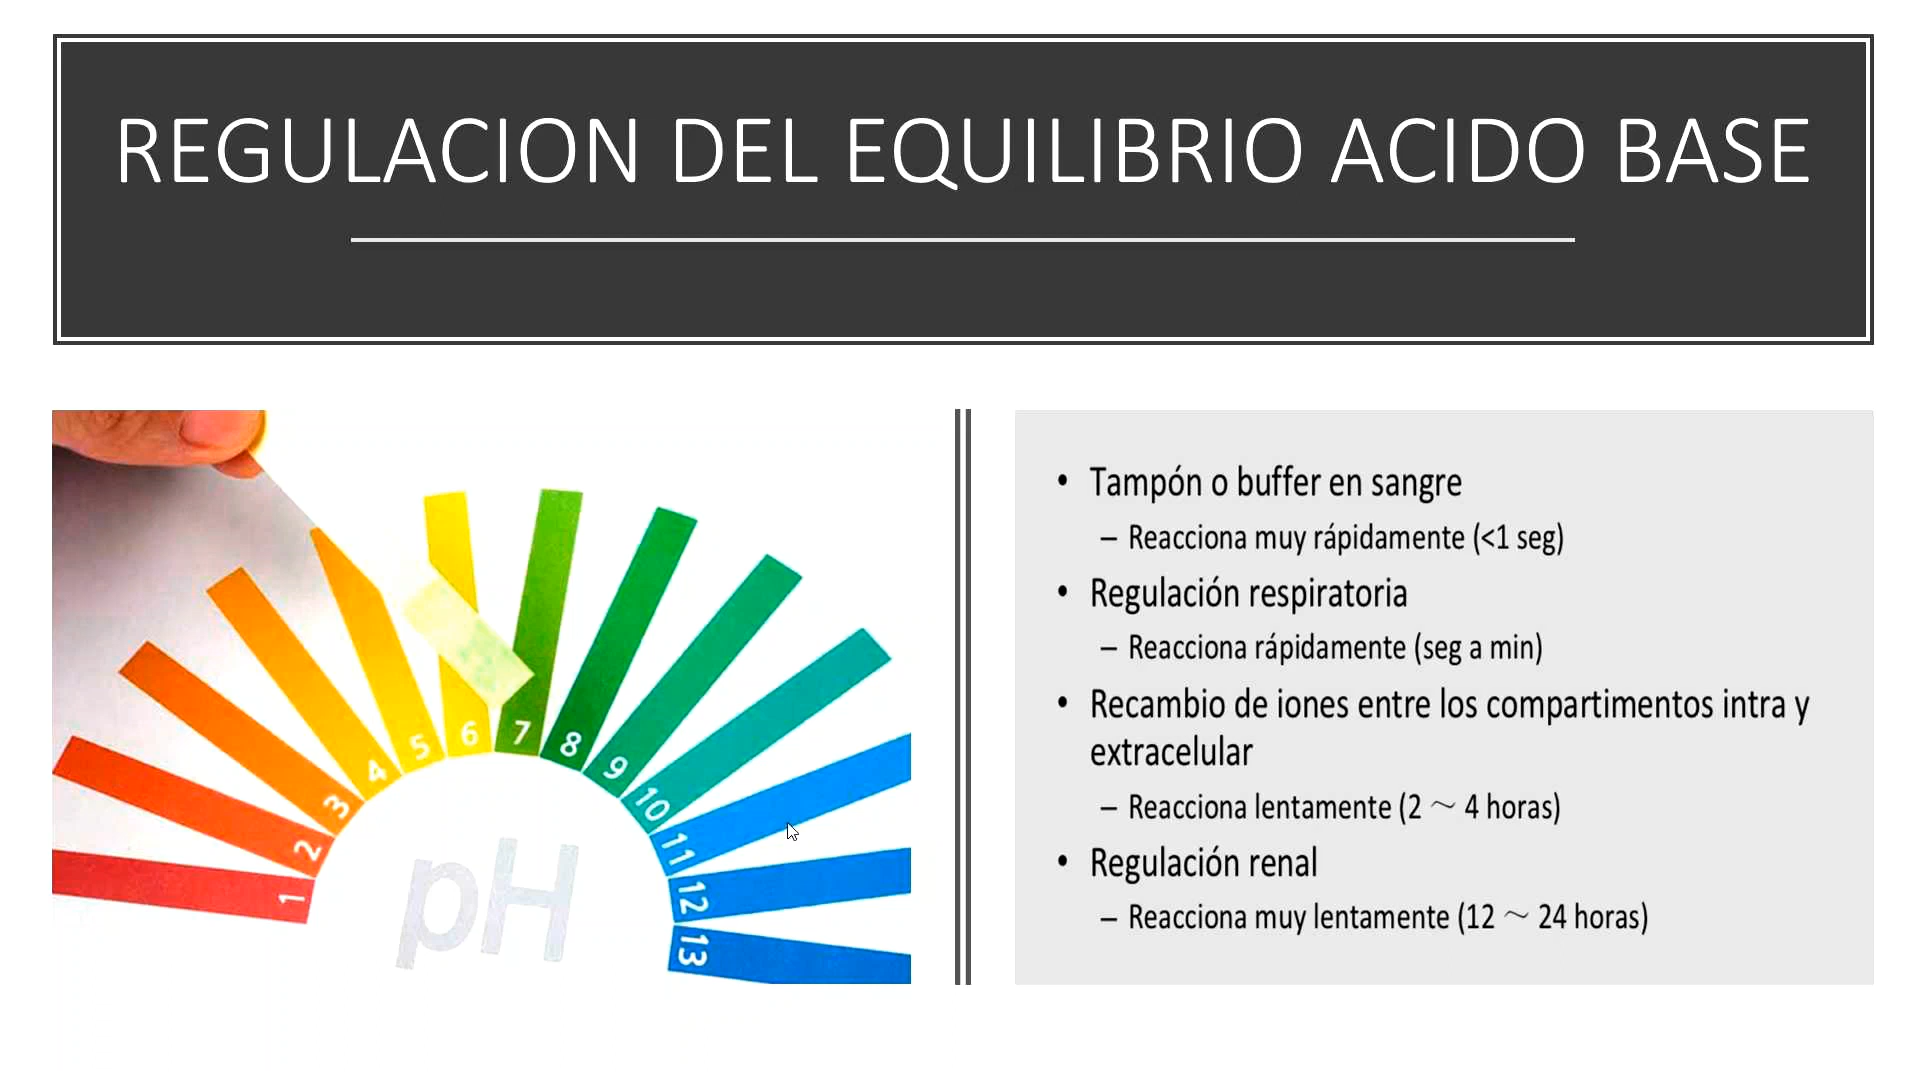 REGULACION DEL EQUILIBRIO ACIDO BASE
• Tampón o buffer en sangre
– Reacciona muy rápidamente (<1 seg)
• Regulación respiratoria
– Reacciona rápidamente (seg a min)
• Recambio de iones entre los compartimentos intra y
extracelular
– Reacciona lentamente (2 ～ 4 horas)
• Regulación renal
– Reacciona muy lentamente (12 ～ 24 horas)
1
2
3
4
5
6
7
8
9
10
11
12
13
pH